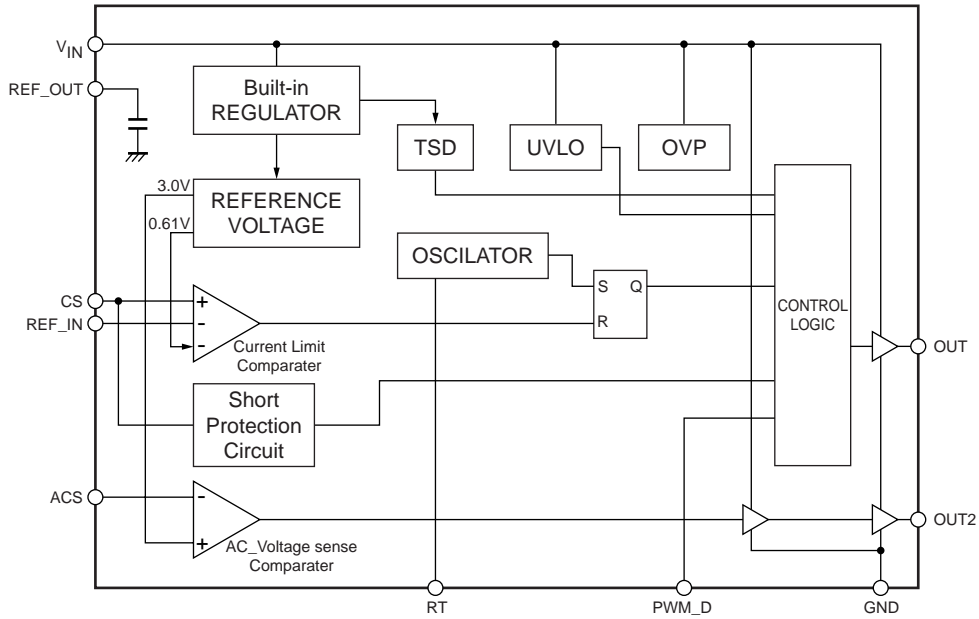 VIN
REF_OUT
Built-in
REGULATOR
TSD
UVLO
OVP
3.0V
REFERENCE
VOLTAGE
0.61V
OSCILATOR
S Q
R
CONTROL
LOGIC
CS
REF_IN
+
-
-
Current Limit
Comparater
OUT
Short
Protection
Circuit
ACS
-
+
AC_Voltage sense
Comparater
OUT2
RT
PWM_D
GND